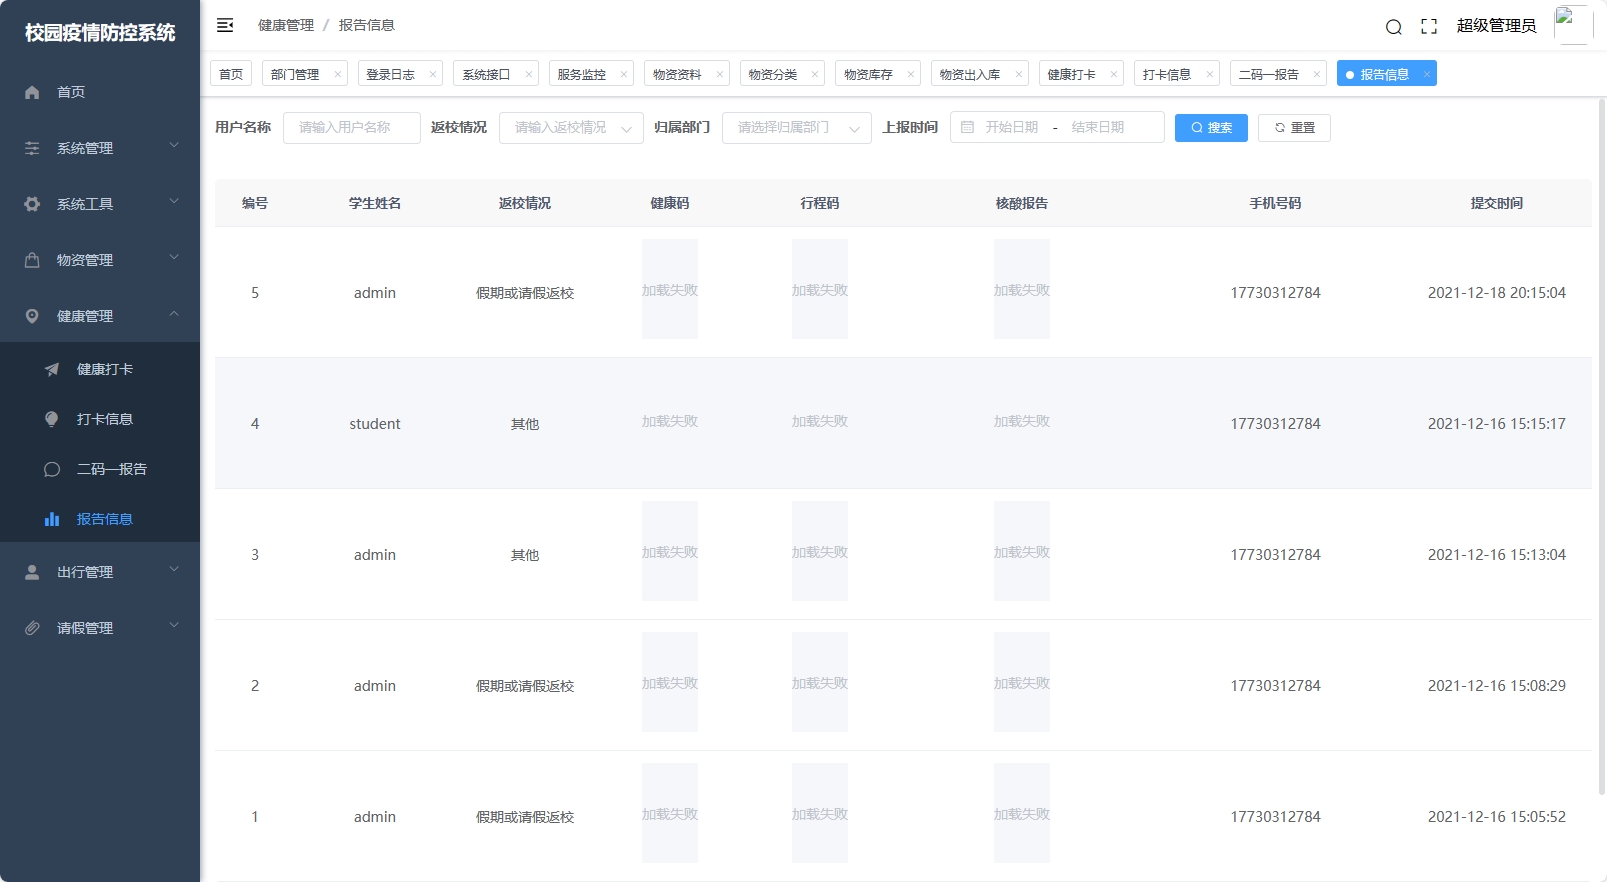 校园疫情防控系统
健康管理 / 报告信息
超级管理员
首页 部门管理 × 登录日志 × 系统接口 × 服务监控 × 物资资料 × 物资分类 × 物资库存 × 物资出入库 × 健康打卡 × 打卡信息 × 二码一报告 × 报告信息 ×
首页
系统管理
系统工具
物资管理
健康管理
健康打卡
打卡信息
二码一报告
报告信息
出行管理
请假管理
用户名称 请输入用户名称 返校情况 请输入返校情况 归属部门 请选择归属部门 上报时间 开始日期 - 结束日期 搜索 重置
编号 学生姓名 返校情况 健康码 行程码 核酸报告 手机号码 提交时间
5 admin 假期或请假返校 加载失败 加载失败 加载失败 17730312784 2021-12-18 20:15:04
4 student 其他 加载失败 加载失败 加载失败 17730312784 2021-12-16 15:15:17
3 admin 其他 加载失败 加载失败 加载失败 17730312784 2021-12-16 15:13:04
2 admin 假期或请假返校 加载失败 加载失败 加载失败 17730312784 2021-12-16 15:08:29
1 admin 假期或请假返校 加载失败 加载失败 加载失败 17730312784 2021-12-16 15:05:52